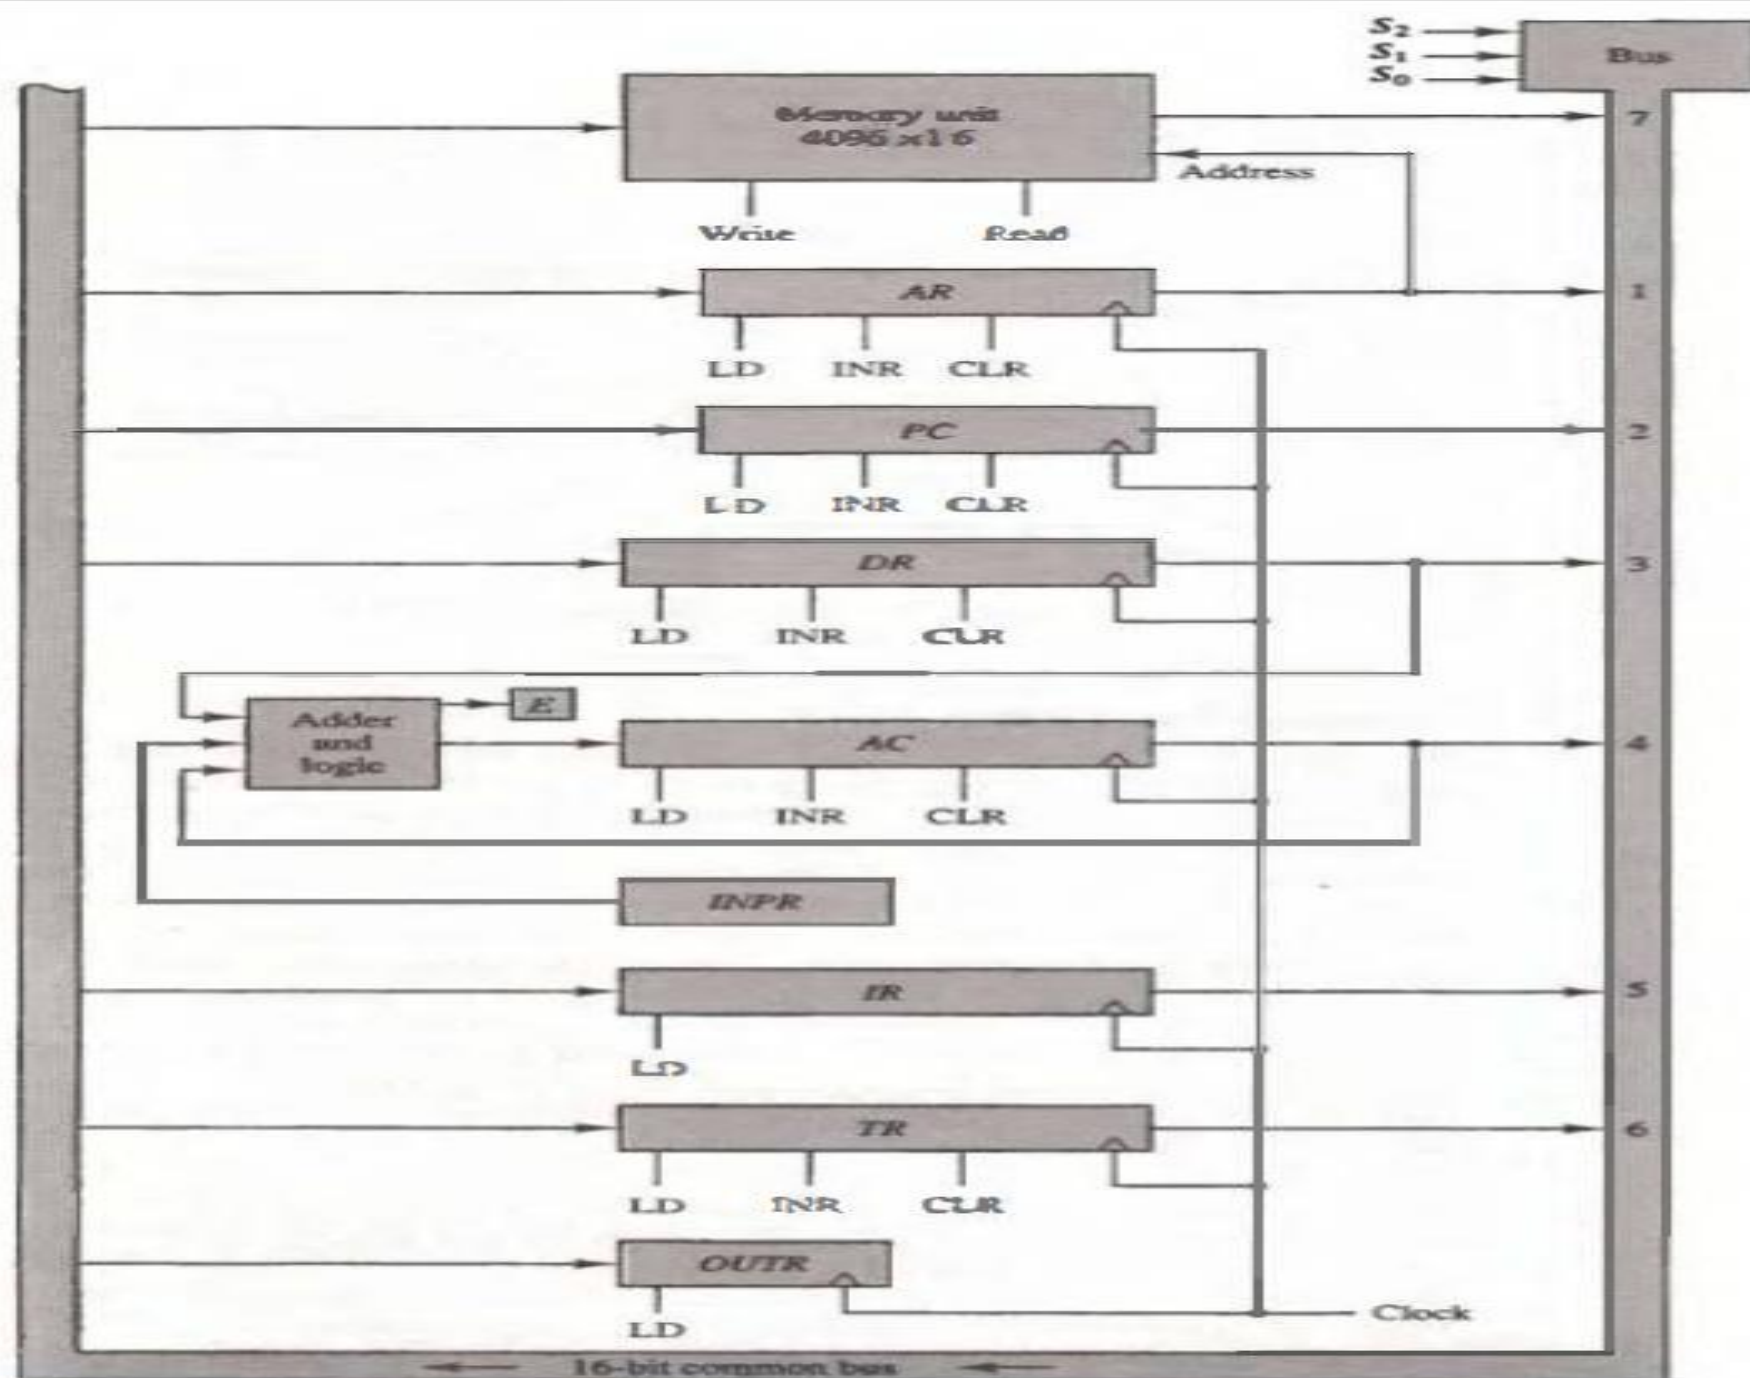 S₂
S₁
S₀
Bus
Memory unit
4096 x16
7
Address
Write
Read
AR
1
LD
INR
CLR
PC
2
LD
INR
CLR
DR
3
LD
INR
CLR
E
Adder
and
logic
AC
4
LD
INR
CLR
INPR
IR
5
LD
TR
6
LD
INR
CLR
OUTR
LD
Clock
16-bit common bus